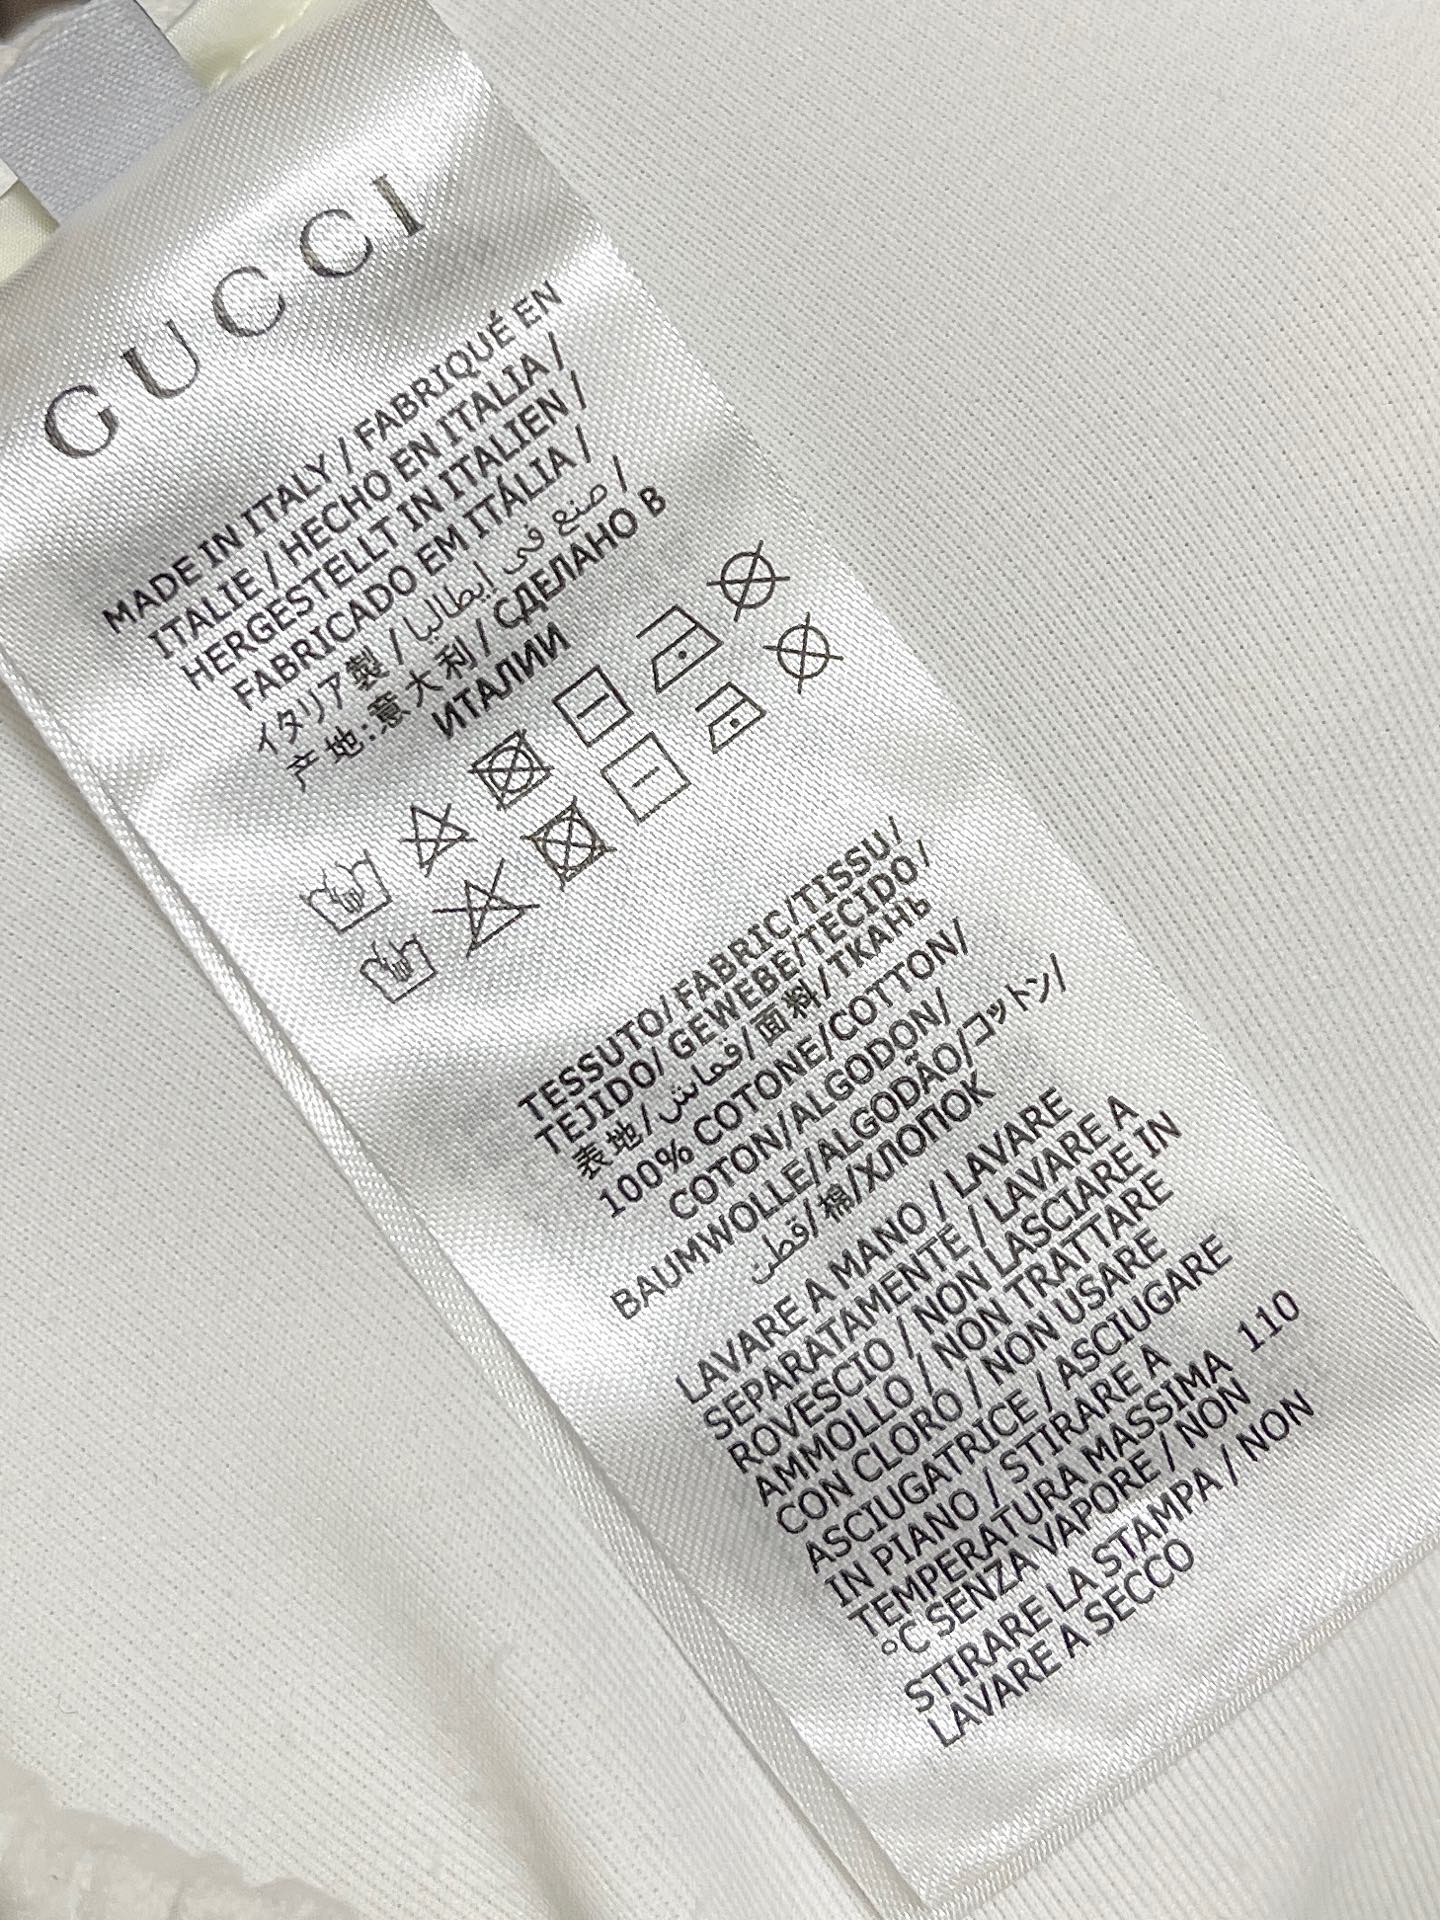 GUCCI
MADE IN ITALY / FABRIQUÉ EN
ITALIE / HECHO EN ITALIA /
HERGESTELLT IN ITALIEN /
FABRICADO EM ITÁLIA /
イタリア製 / صنع في إيطاليا /
产地:意大利 / СДЕЛАНО В
ИТАЛИИ
TESSUTO/ FABRIC/TISSU/
TEJIDO/ GEWEBE/TECIDO/
表地/قماش/面料/ТКАНЬ
100% COTONE/COTTON/
COTON/ALGODON/
BAUMWOLLE/ALGODÃO/コットン/
قطن/棉/ХЛОПОК
LAVARE A MANO / LAVARE
SEPARATAMENTE / LAVARE A
ROVESCIO / NON LASCIARE IN
AMMOLLO / NON TRATTARE
CON CLORO / NON USARE
ASCIUGATRICE / ASCIUGARE
IN PIANO / STIRARE A
TEMPERATURA MASSIMA 110
°C SENZA VAPORE / NON
STIRARE LA STAMPA / NON
LAVARE A SECCO